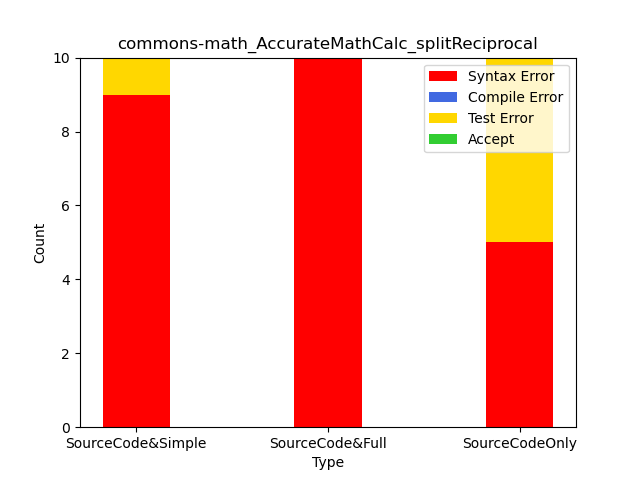 commons-math_AccurateMathCalc_splitReciprocal
10
8
6
4
2
0
Count
Syntax Error
Compile Error
Test Error
Accept
SourceCode&Simple
SourceCode&Full
SourceCodeOnly
Type